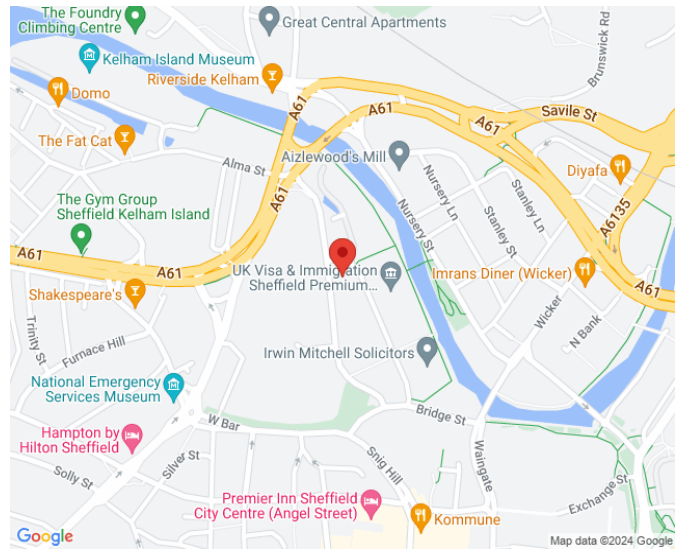 The Foundry
Climbing Centre
Great Central Apartments
Brunswick Rd
Kelham Island Museum
Riverside Kelham
Domo
A61
A61
A61
Savile St
The Fat Cat
Alma St
Aizlewood's Mill
Diyafa
A61
Nursery Ln
Stanley Ln
Stanley St
Nursery St
A6135
The Gym Group
Sheffield Kelham Island
A61
A61
UK Visa & Immigration
Sheffield Premium...
Imrans Diner (Wicker)
A61
Shakespeare's
Wicker
N Bank
Trinity St
Furnace Hill
Irwin Mitchell Solicitors
National Emergency
Services Museum
Bridge St
W Bar
Hampton by
Hilton Sheffield
Silver St
Snig Hill
Waingate
Solly St
Exchange St
Premier Inn Sheffield
City Centre (Angel Street)
Kommune
Google
Map data ©2024 Google